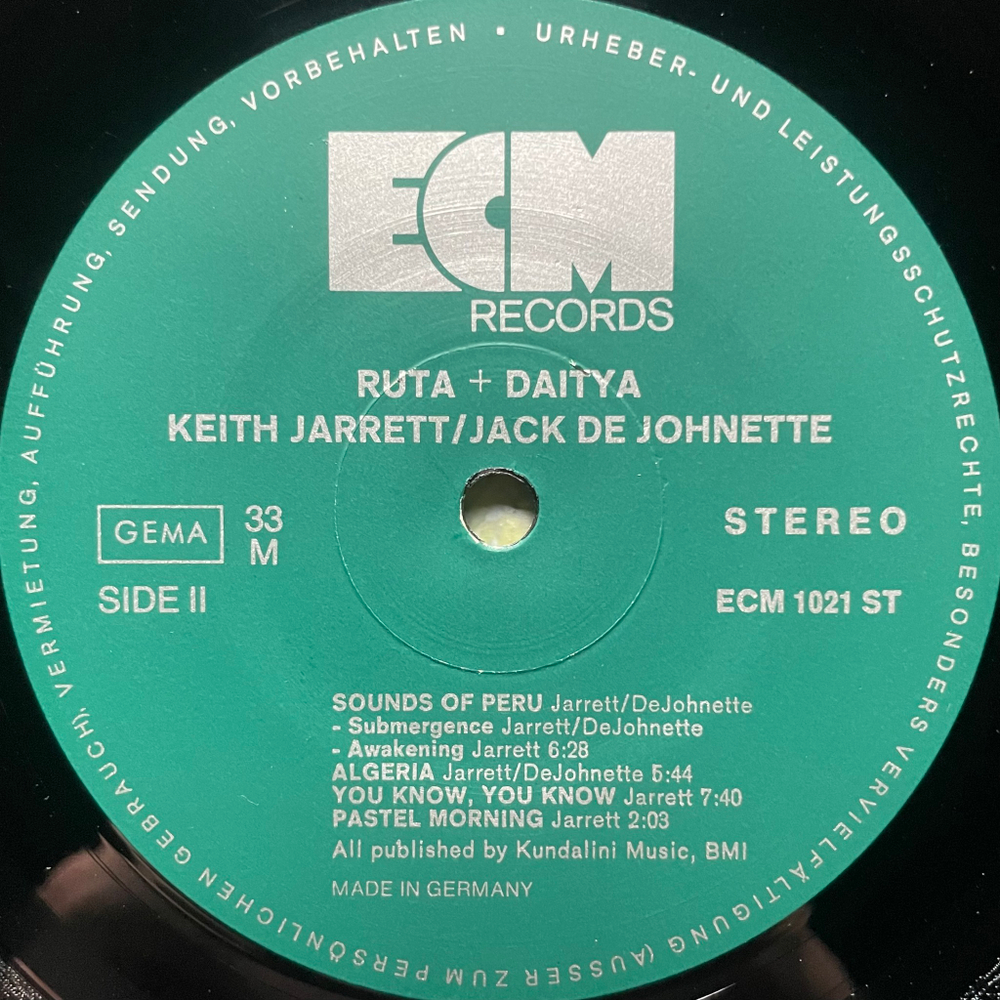 URHEBER- UND LEISTUNGSSCHUTZRECHTE, BESONDERS VERVIELFÄLTIGUNG (AUSSER ZUM PERSÖNLICHEN GEBRAUCH), VERMIETUNG, AUFFÜHRUNG, SENDUNG, VORBEHALTEN •
ECM
RECORDS
RUTA + DAITYA
KEITH JARRETT/JACK DE JOHNETTE
GEMA 33 M
STEREO
SIDE II
ECM 1021 ST
SOUNDS OF PERU Jarrett/DeJohnette
- Submergence Jarrett/DeJohnette
- Awakening Jarrett 6:28
ALGERIA Jarrett/DeJohnette 5:44
YOU KNOW, YOU KNOW Jarrett 7:40
PASTEL MORNING Jarrett 2:03
All published by Kundalini Music, BMI
MADE IN GERMANY